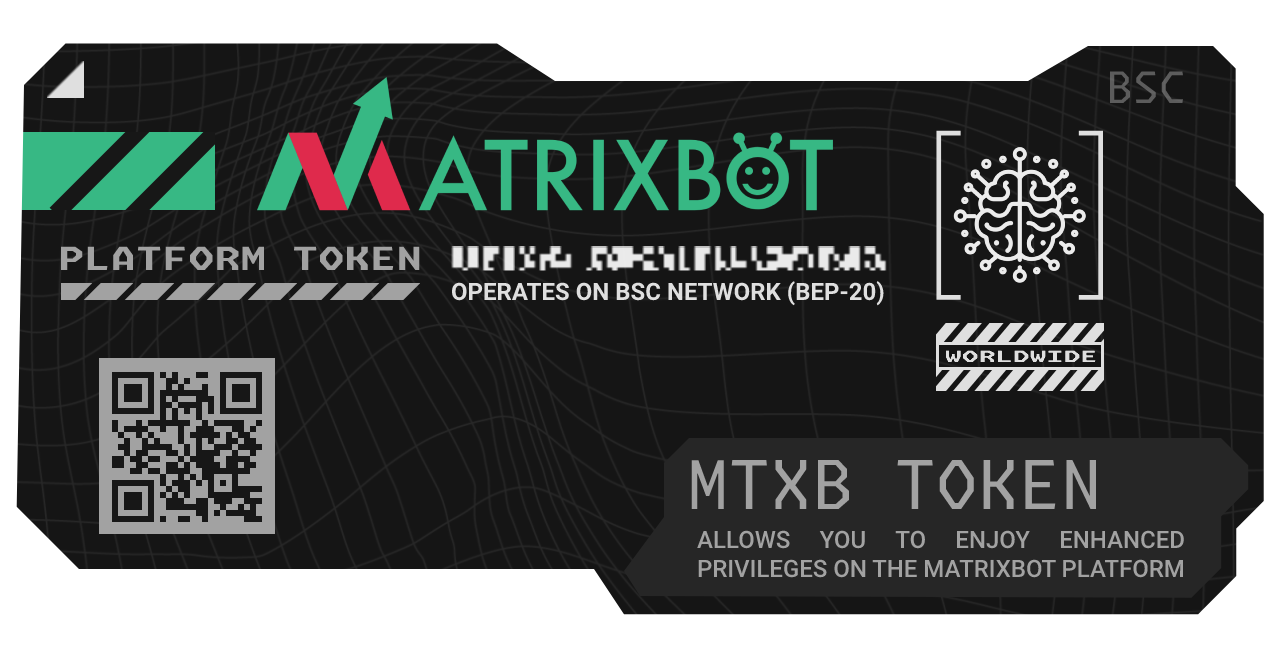 BSC
MATRIXBOT
PLATFORM TOKEN
OPERATES ON BSC NETWORK (BEP-20)
WORLDWIDE
MTXB TOKEN
ALLOWS YOU TO ENJOY ENHANCED
PRIVILEGES ON THE MATRIXBOT PLATFORM